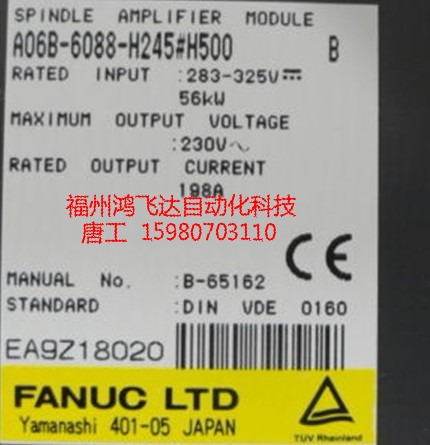 SPINDLE AMPLIFIER MODULE
A06B-6088-H245#H500 B
RATED INPUT :283-325V⎓
56kW
MAXIMUM OUTPUT VOLTAGE
:230V~
RATED OUTPUT CURRENT
198A
福州鸿飞达自动化科技
唐工 15980703110
CE
MANUAL No. :B-65162
STANDARD :DIN VDE 0160
EA9Z18020
FANUC LTD
Yamanashi 401-05 JAPAN
TUV Rheinland